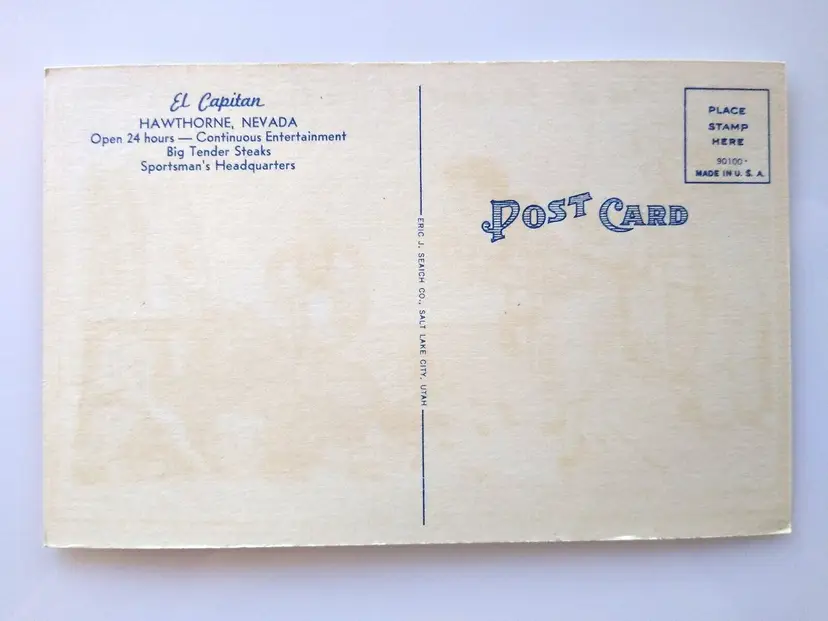 El Capitan
HAWTHORNE, NEVADA
Open 24 hours — Continuous Entertainment
Big Tender Steaks
Sportsman's Headquarters
ERIC J. SEAICH CO., SALT LAKE CITY, UTAH
PLACE
STAMP
HERE
90100
MADE IN U. S. A.
POST CARD